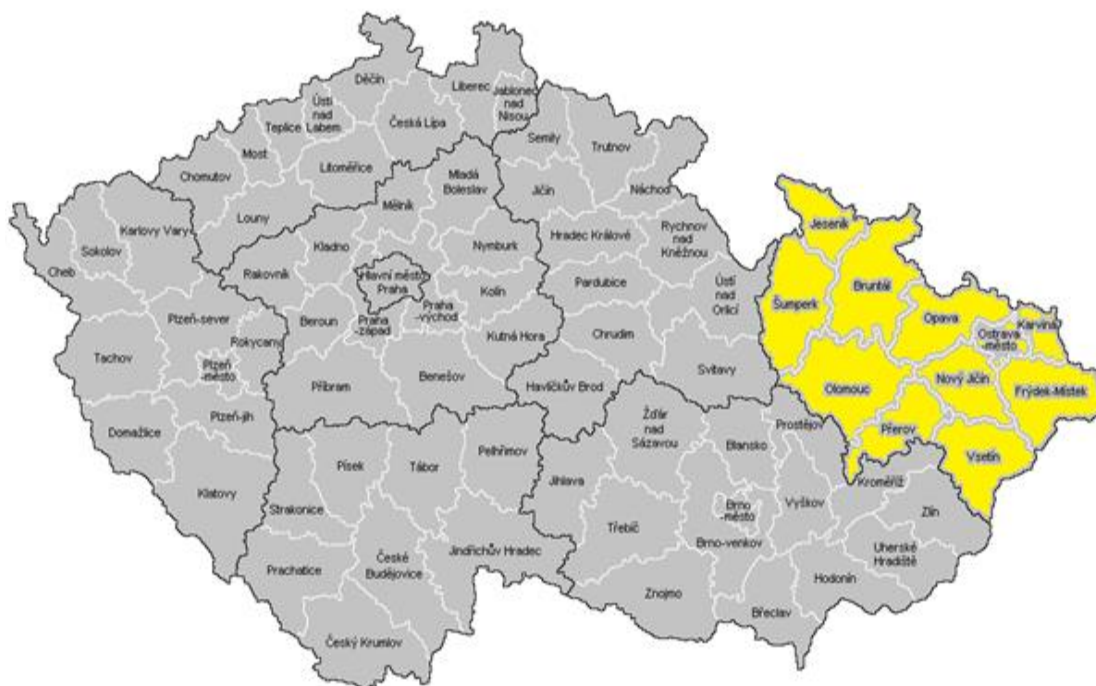 Děčín
Liberec
Jablonec
nad
Nisou
Ústí
nad
Labem
Teplice
Česká Lípa
Most
Chomutov
Litoměřice
Louny
Semily
Trutnov
Jičín
Náchod
Mladá
Boleslav
Mělník
Karlovy Vary
Sokolov
Cheb
Kladno
Rakovník
Nymburk
Hlavní město
Praha
Kolín
Praha
-východ
Praha
-západ
Beroun
Kutná Hora
Příbram
Benešov
Hradec Králové
Rychnov
nad
Kněžnou
Pardubice
Ústí
nad
Orlicí
Chrudim
Svitavy
Havlíčkův Brod
Plzeň-sever
Rokycany
Tachov
Plzeň
-město
Plzeň-jih
Domažlice
Klatovy
Písek
Tábor
Pelhřimov
Strakonice
Prachatice
České
Budějovice
Jindřichův Hradec
Český Krumlov
Jihlava
Žďár
nad
Sázavou
Třebíč
Znojmo
Blansko
Prostějov
Brno
-město
Brno-venkov
Vyškov
Břeclav
Hodonín
Kroměříž
Zlín
Uherské
Hradiště
Jeseník
Šumperk
Bruntál
Opava
Ostrava
-město
Karviná
Olomouc
Nový Jičín
Frýdek-Místek
Přerov
Vsetín